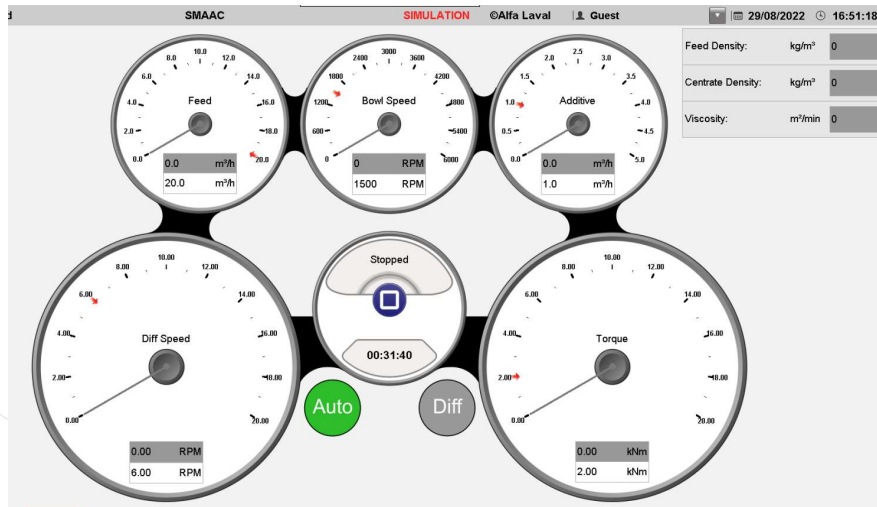 SMAAC SIMULATION ©Alfa Laval Guest 29/08/2022 16:51:18
Feed Density: kg/m³ 0
Centrate Density: kg/m³ 0
Viscosity: m²/min 0
0.0 2.0 4.0 6.0 8.0 10.0 12.0 14.0 16.0 18.0 20.0
Feed
0.0 m³/h
20.0 m³/h
0 600 1200 1800 2400 3000 3600 4200 4800 5400 6000
Bowl Speed
0 RPM
1500 RPM
0.0 0.5 1.0 1.5 2.0 2.5 3.0 3.5 4.0 4.5 5.0
Additive
0.0 m³/h
1.0 m³/h
0.00 2.00 4.00 6.00 8.00 10.00 12.00 14.00 16.00 18.00 20.00
Diff Speed
0.00 RPM
6.00 RPM
Stopped
00:31:40
Auto
Diff
0.00 2.00 4.00 6.00 8.00 10.00 12.00 14.00 16.00 18.00 20.00
Torque
0.00 kNm
2.00 kNm